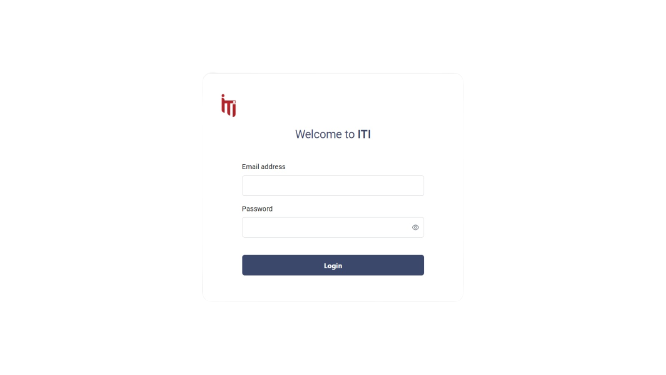 iTi
Welcome to ITI
Email address
Password
Login